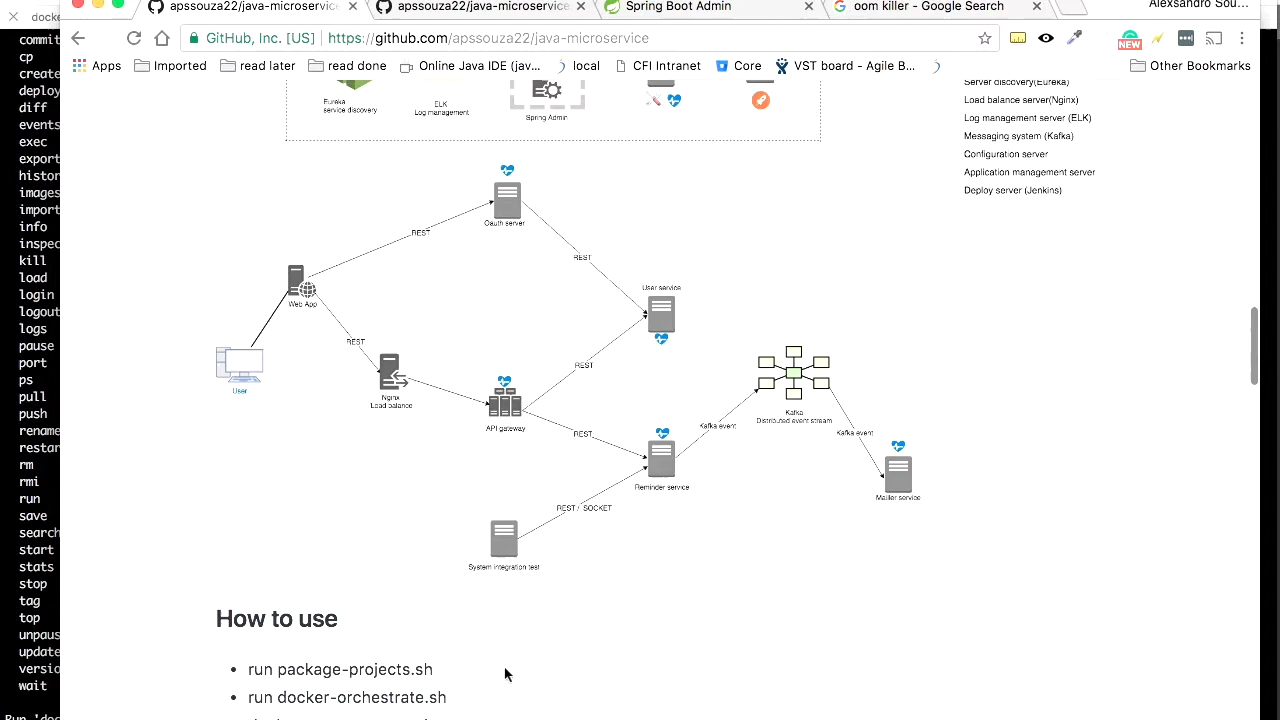 docke
apssouza22/java-microservic
apssouza22/java-microservices
Spring Boot Admin
oom killer - Google Search
Alexsandro Sou...
GitHub, Inc. [US]
https://github.com/apssouza22/java-microservice
NEW
Apps
Imported
read later
read done
Online Java IDE (jav...
local
CFI Intranet
Core
VST board - Agile B...
Other Bookmarks
commit
cp
create
deploy
diff
events
exec
export
histor
images
import
info
inspec
kill
load
login
logout
logs
pause
port
ps
pull
push
rename
restar
rm
rmi
run
save
search
start
stats
stop
tag
top
unpaus
update
versio
wait
Run 'doc
Eureka
service discovery
ELK
Log management
Spring Admin
Server discovery(Eureka)
Load balance server(Nginx)
Log management server (ELK)
Messaging system (Kafka)
Configuration server
Application management server
Deploy server (Jenkins)
Oauth server
REST
REST
Web App
User service
REST
User
Nginx
Load balance
REST
API gateway
REST
Kafka
Distributed event stream
Kafka event
Kafka event
Reminder service
Mailer service
REST / SOCKET
System integration test
How to use
run package-projects.sh
run docker-orchestrate.sh